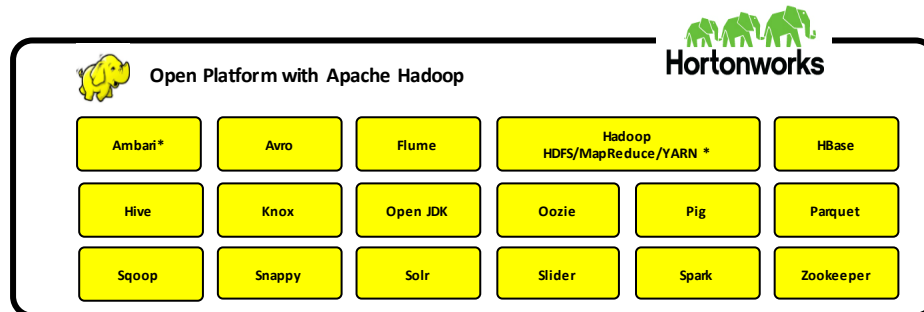 Hortonworks
Open Platform with Apache Hadoop
Ambari*
Avro
Flume
Hadoop
HDFS/MapReduce/YARN *
HBase
Hive
Knox
Open JDK
Oozie
Pig
Parquet
Sqoop
Snappy
Solr
Slider
Spark
Zookeeper